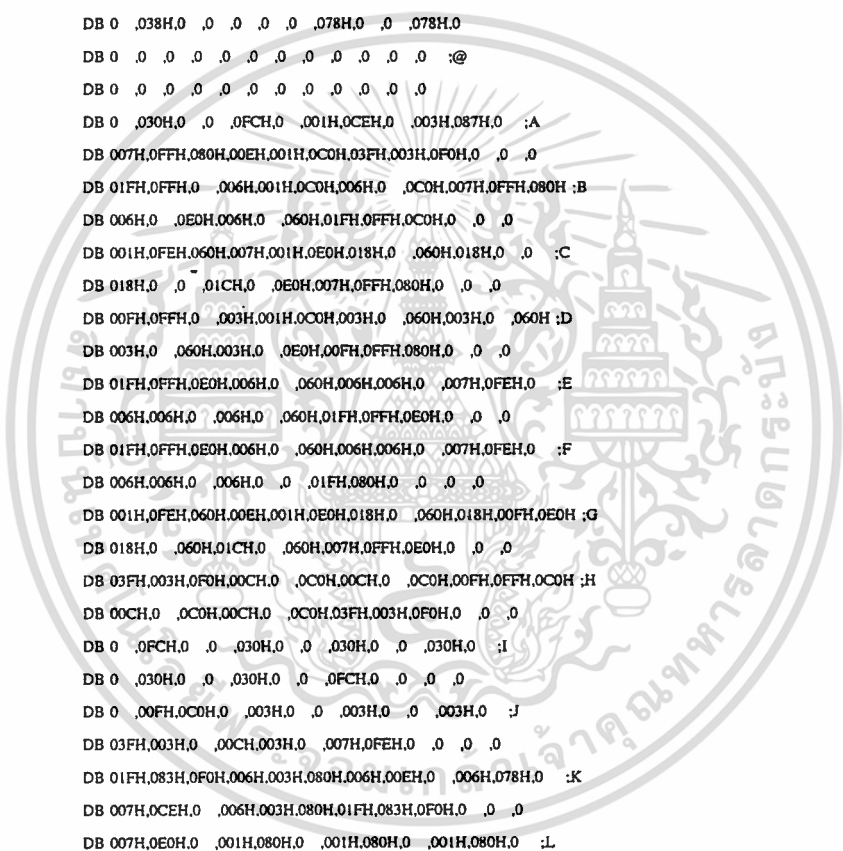 DB 0 ,038H,0 ,0 ,0 ,0 ,0 ,078H,0 ,0 ,078H,0
DB 0 ,0 ,0 ,0 ,0 ,0 ,0 ,0 ,0 ,0 ,0 ,0 ;@
DB 0 ,0 ,0 ,0 ,0 ,0 ,0 ,0 ,0 ,0 ,0 ,0
DB 0 ,030H,0 ,0 ,0FCH,0 ,001H,0CEH,0 ,003H,087H,0 ;A
DB 007H,0FFH,080H,00EH,001H,0C0H,03FH,003H,0F0H,0 ,0 ,0
DB 01FH,0FFH,0 ,006H,001H,0C0H,006H,0 ,0C0H,007H,0FFH,080H ;B
DB 006H,0 ,0E0H,006H,0 ,060H,01FH,0FFH,0C0H,0 ,0 ,0
DB 001H,0FEH,060H,007H,001H,0E0H,018H,0 ,060H,018H,0 ,0 ;C
DB 018H,0 ,0 ,01CH,0 ,0E0H,007H,0FFH,080H,0 ,0 ,0
DB 00FH,0FFH,0 ,003H,001H,0C0H,003H,0 ,060H,003H,0 ,060H ;D
DB 003H,0 ,060H,003H,0 ,0E0H,00FH,0FFH,080H,0 ,0 ,0
DB 01FH,0FFH,0E0H,006H,0 ,060H,006H,006H,0 ,007H,0FEH,0 ;E
DB 006H,006H,0 ,006H,0 ,060H,01FH,0FFH,0E0H,0 ,0 ,0
DB 01FH,0FFH,0E0H,006H,0 ,060H,006H,006H,0 ,007H,0FEH,0 ;F
DB 006H,006H,0 ,006H,0 ,0 ,01FH,080H,0 ,0 ,0 ,0
DB 001H,0FEH,060H,00EH,001H,0E0H,018H,0 ,060H,018H,00FH,0E0H ;G
DB 018H,0 ,060H,01CH,0 ,060H,007H,0FFH,0E0H,0 ,0 ,0
DB 03FH,003H,0F0H,00CH,0 ,0C0H,00CH,0 ,0C0H,00FH,0FFH,0C0H ;H
DB 00CH,0 ,0C0H,00CH,0 ,0C0H,03FH,003H,0F0H,0 ,0 ,0
DB 0 ,0FCH,0 ,0 ,030H,0 ,0 ,030H,0 ,0 ,030H,0 ;I
DB 0 ,030H,0 ,0 ,030H,0 ,0 ,0FCH,0 ,0 ,0 ,0
DB 0 ,00FH,0C0H,0 ,003H,0 ,0 ,003H,0 ,0 ,003H,0 ;J
DB 03FH,003H,0 ,00CH,003H,0 ,007H,0FEH,0 ,0 ,0 ,0
DB 01FH,083H,0F0H,006H,003H,080H,006H,00EH,0 ,006H,078H,0 ;K
DB 007H,0CEH,0 ,006H,003H,080H,01FH,083H,0F0H,0 ,0 ,0
DB 007H,0E0H,0 ,001H,080H,0 ,001H,080H,0 ,001H,080H,0 ;L